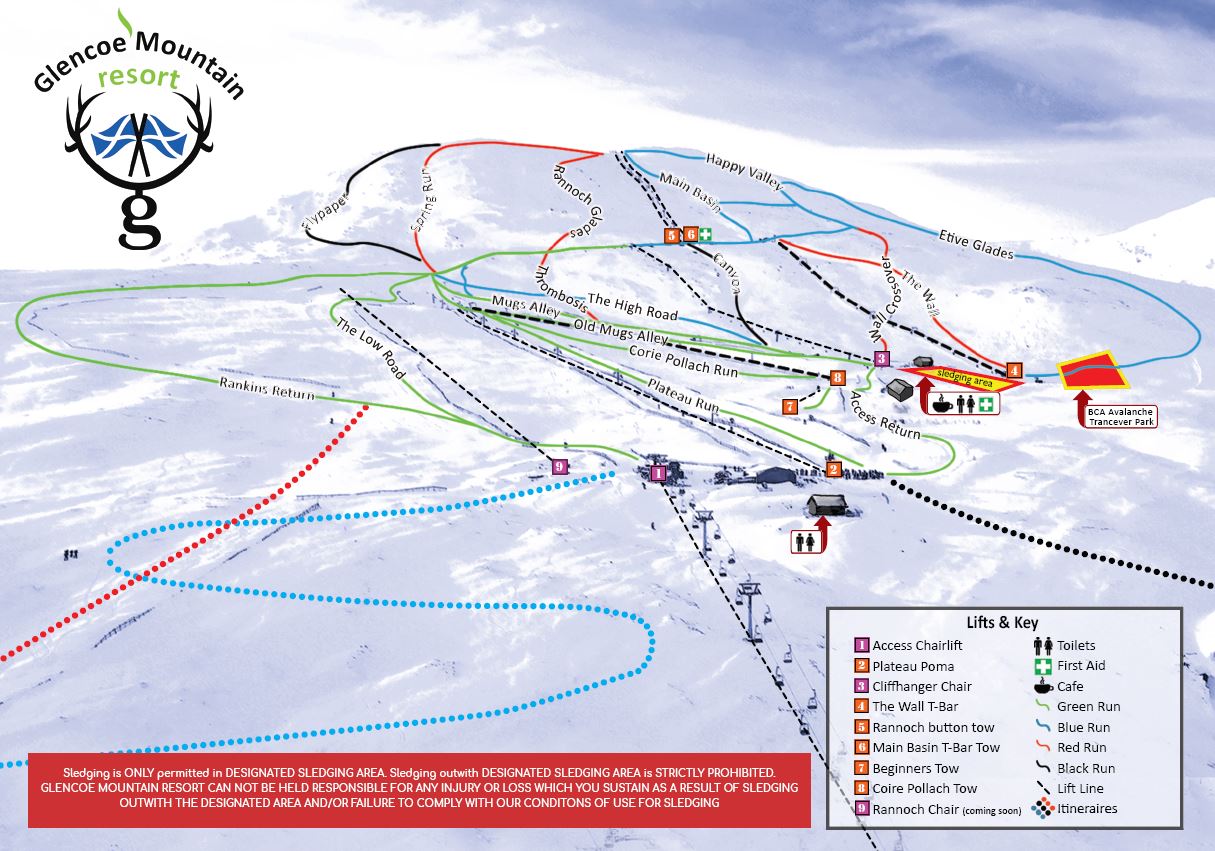 Glencoe Mountain
resort
g
Flypaper
Spring Run
Rannoch Glades
Happy Valley
Main Basin
Etive Glades
5
6
Canyon
Wall Crossover
The Wall
Thrombosis
The High Road
Mugs Alley
Old Mugs Alley
Corie Pollach Run
The Low Road
Plateau Run
Rankins Return
Access Return
3
8
7
sledging area
4
BCA Avalanche
Trancever Park
9
1
2
Lifts & Key
1 Access Chairlift
2 Plateau Poma
3 Cliffhanger Chair
4 The Wall T-Bar
5 Rannoch button tow
6 Main Basin T-Bar Tow
7 Beginners Tow
8 Coire Pollach Tow
9 Rannoch Chair (coming soon)
Toilets
First Aid
Cafe
Green Run
Blue Run
Red Run
Black Run
Lift Line
Itineraires
Sledging is ONLY permitted in DESIGNATED SLEDGING AREA. Sledging outwith DESIGNATED SLEDGING AREA is STRICTLY PROHIBITED.
GLENCOE MOUNTAIN RESORT CAN NOT BE HELD RESPONSIBLE FOR ANY INJURY OR LOSS WHICH YOU SUSTAIN AS A RESULT OF SLEDGING
OUTWITH THE DESIGNATED AREA AND/OR FAILURE TO COMPLY WITH OUR CONDITONS OF USE FOR SLEDGING